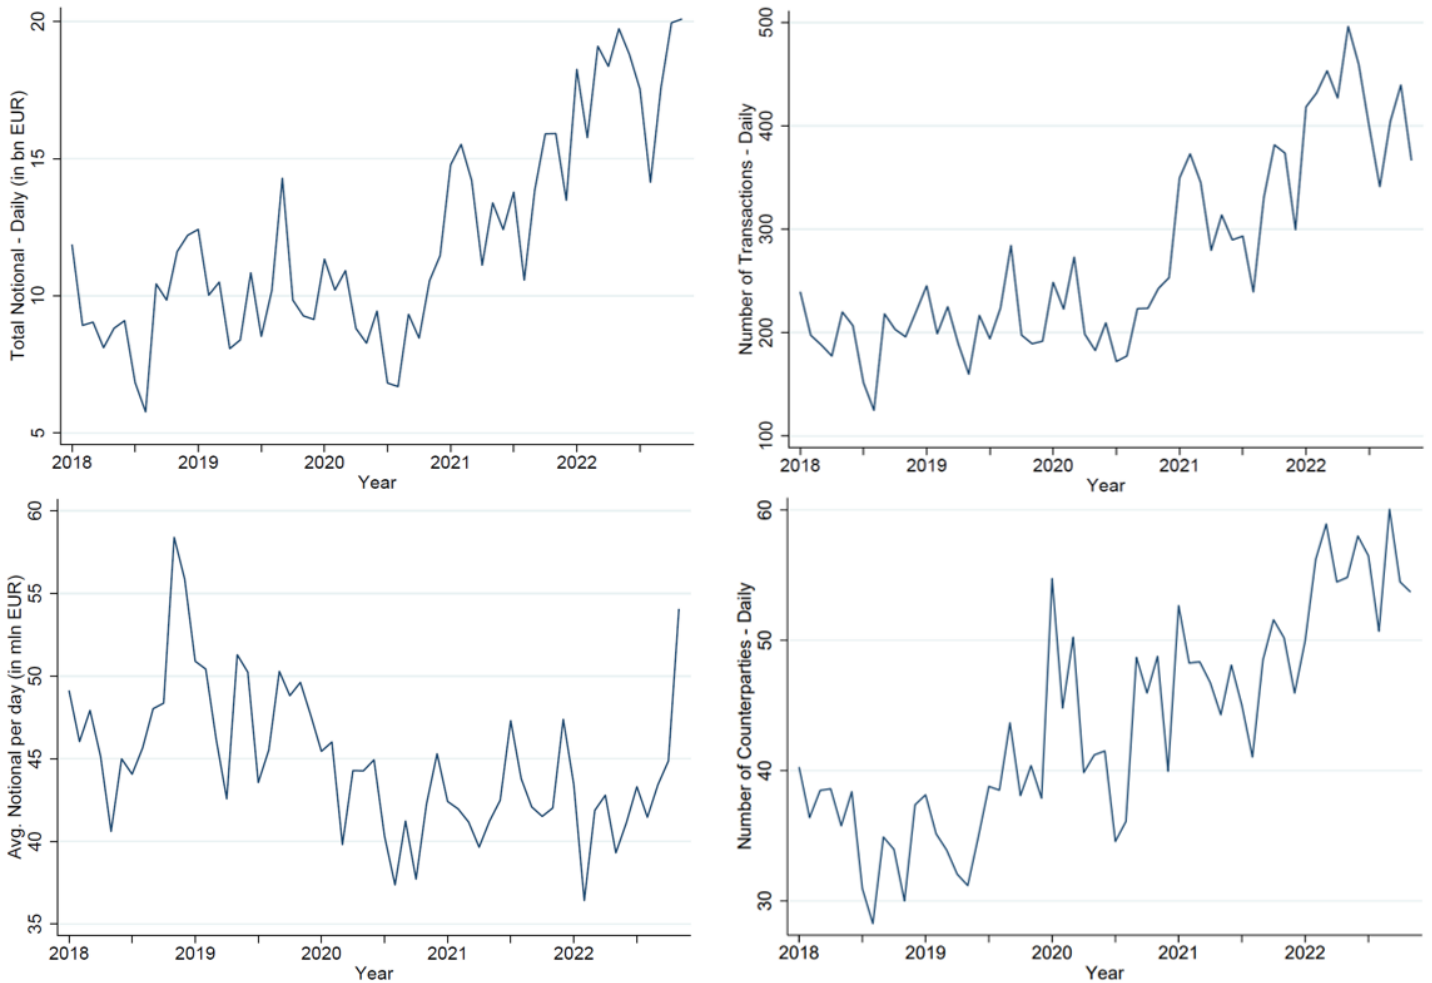 Total Notional - Daily (in bn EUR)
20
15
10
5
2018 2019 2020 2021 2022
Year
Number of Transactions - Daily
500
400
300
200
100
2018 2019 2020 2021 2022
Year
Avg. Notional per day (in mln EUR)
60
55
50
45
40
35
2018 2019 2020 2021 2022
Year
Number of Counterparties - Daily
60
50
40
30
2018 2019 2020 2021 2022
Year